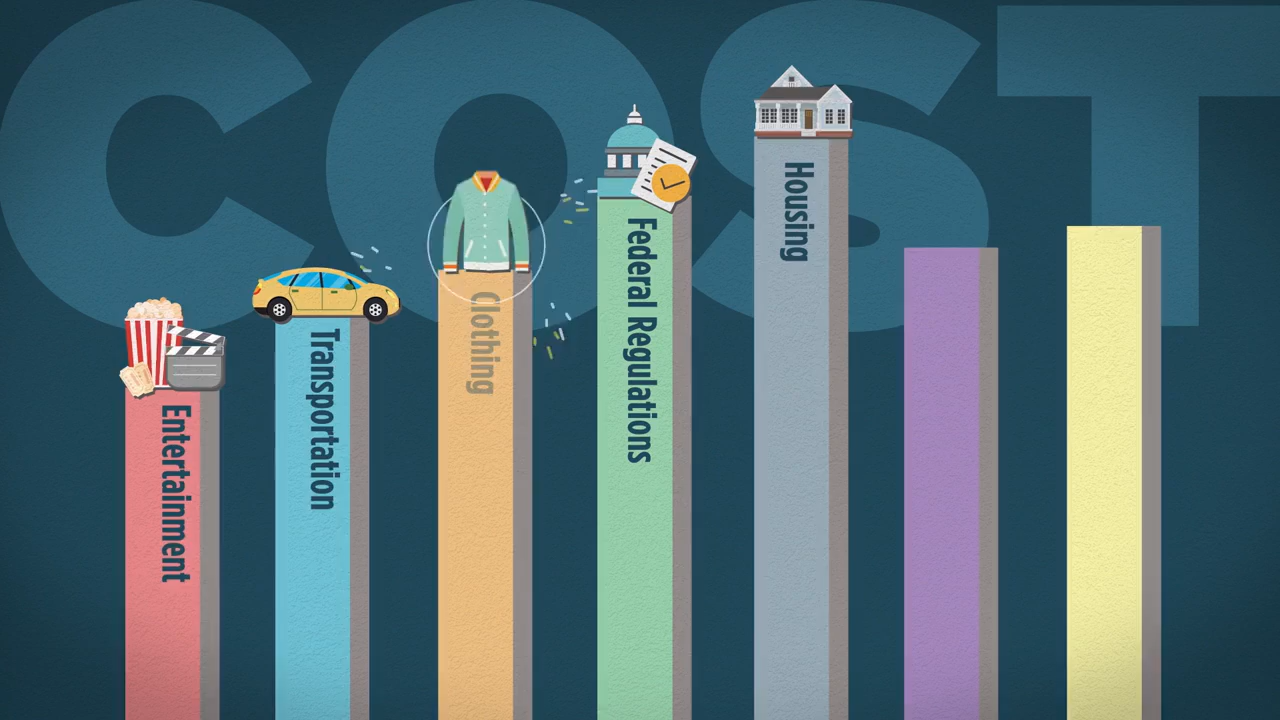 COST
Entertainment
Transportation
Clothing
Federal Regulations
Housing